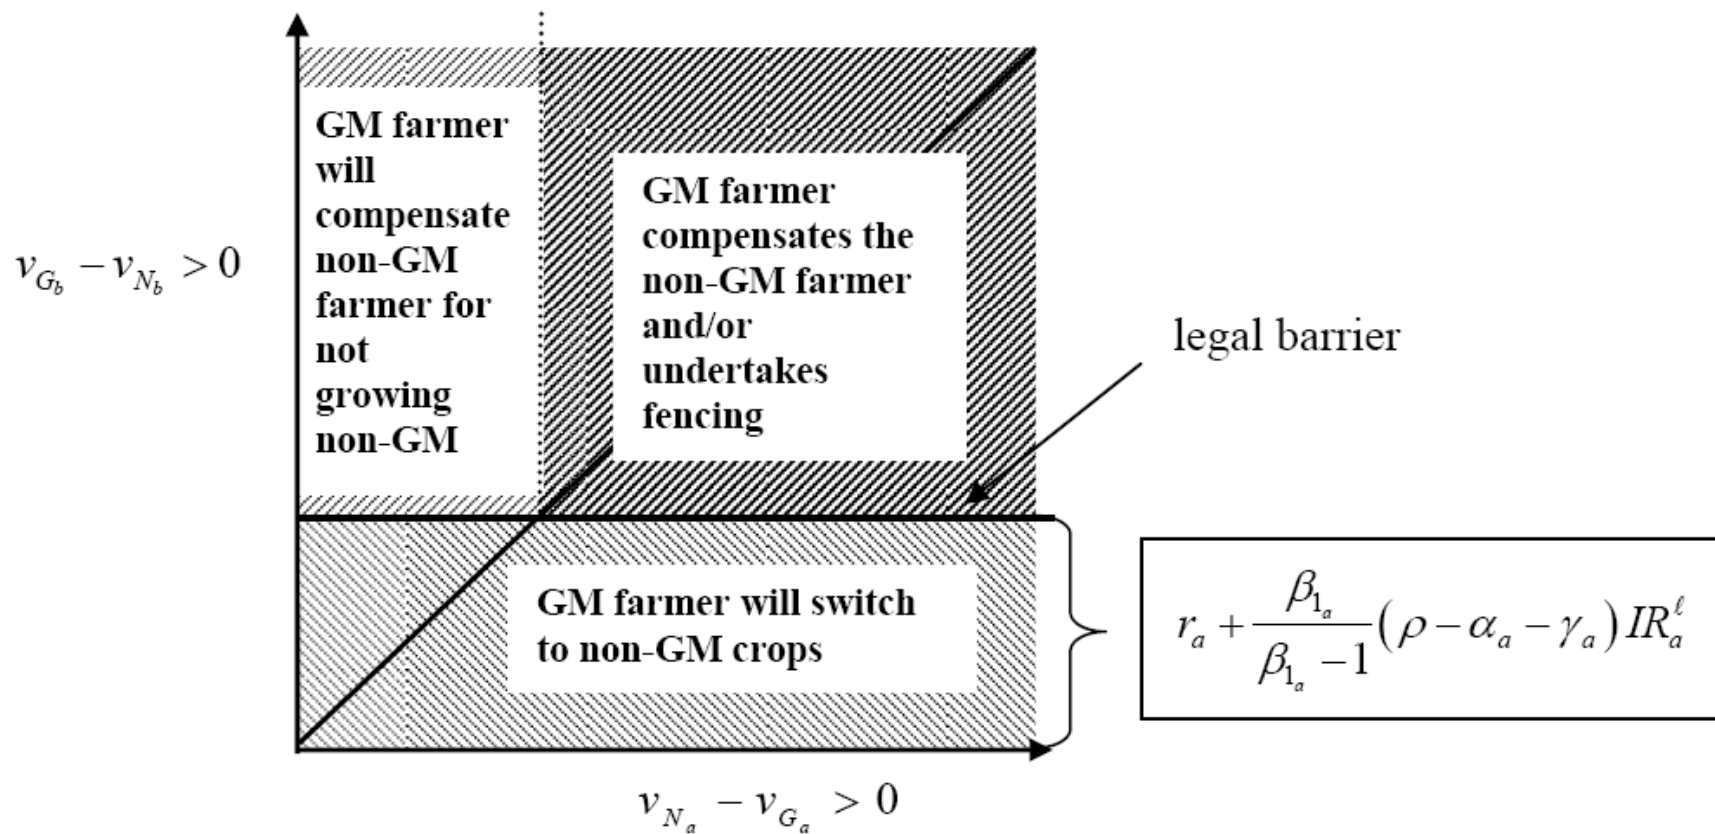 GM farmer
will
compensate
non-GM
farmer for
not
growing
non-GM
GM farmer
compensates the
non-GM farmer
and/or
undertakes
fencing
v_{G_b} − v_{N_b} > 0
legal barrier
GM farmer will switch
to non-GM crops
r_a + \frac{β_{1_a}}{β_{1_a} − 1} (ρ − α_a − γ_a) IR_a^ℓ
v_{N_a} − v_{G_a} > 0